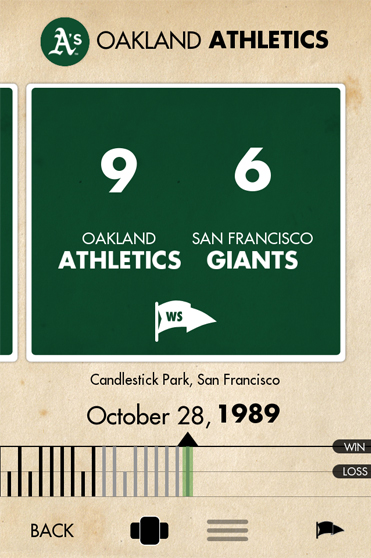 A's OAKLAND ATHLETICS
9 6
OAKLAND SAN FRANCISCO
ATHLETICS GIANTS
WS
Candlestick Park, San Francisco
October 28, 1989
WIN
LOSS
BACK